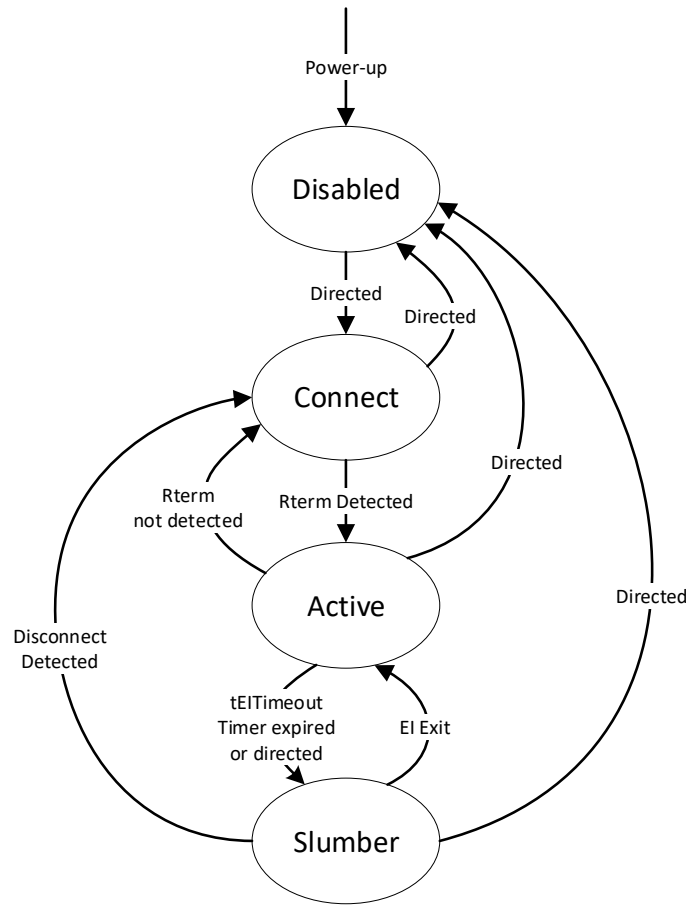 Power-up
Disabled
Directed
Directed
Connect
Rterm
not detected
Rterm Detected
Directed
Active
Directed
Disconnect
Detected
tEITimeout
Timer expired
or directed
EI Exit
Slumber